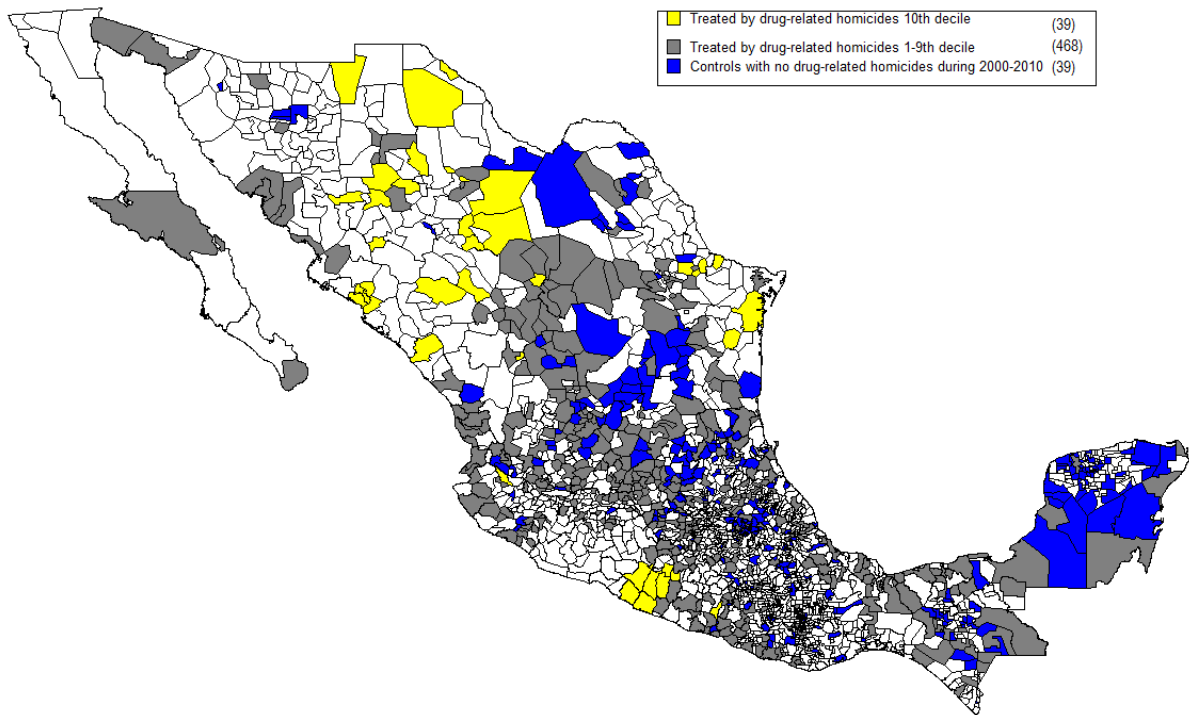 Treated by drug-related homicides 10th decile (39)
Treated by drug-related homicides 1-9th decile (468)
Controls with no drug-related homicides during 2000-2010 (39)